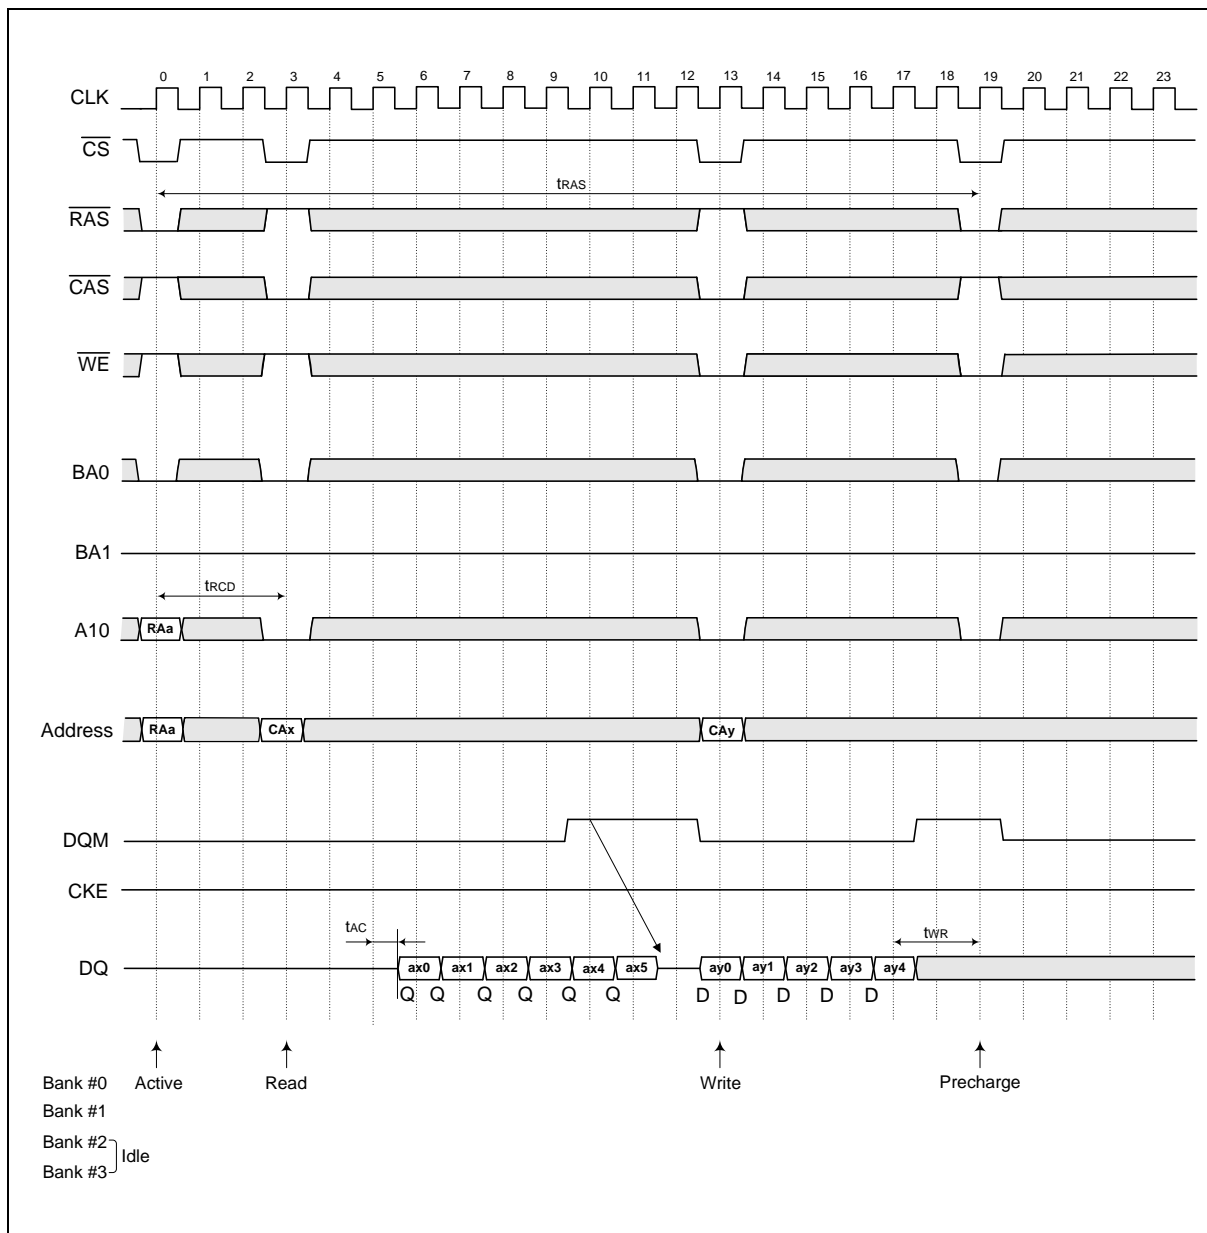 0 1 2 3 4 5 6 7 8 9 10 11 12 13 14 15 16 17 18 19 20 21 22 23
CLK
CS
tRAS
RAS
CAS
WE
BA0
BA1
tRCD
A10 RAa
Address RAa CAx CAy
DQM
CKE
tAC tWR
DQ ax0 ax1 ax2 ax3 ax4 ax5 ay0 ay1 ay2 ay3 ay4
Q Q Q Q Q Q D D D D D
Bank #0 Active Read Write Precharge
Bank #1
Bank #2
Idle
Bank #3